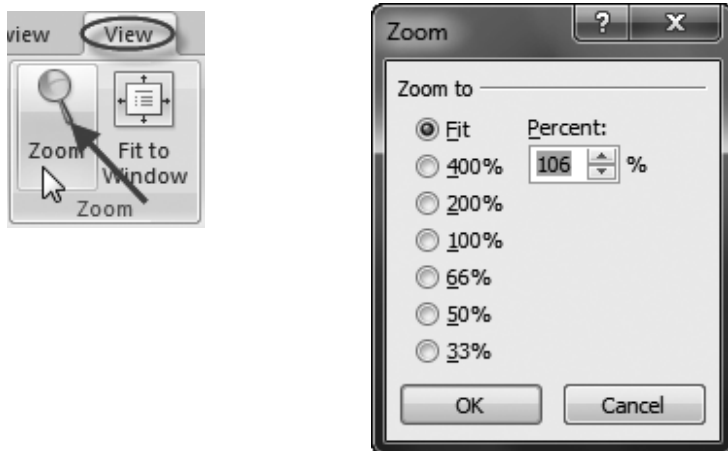 view View
Zoom Fit to
Window
Zoom
Zoom ? X
Zoom to
Fit Percent:
400% 106 %
200%
100%
66%
50%
33%
OK Cancel